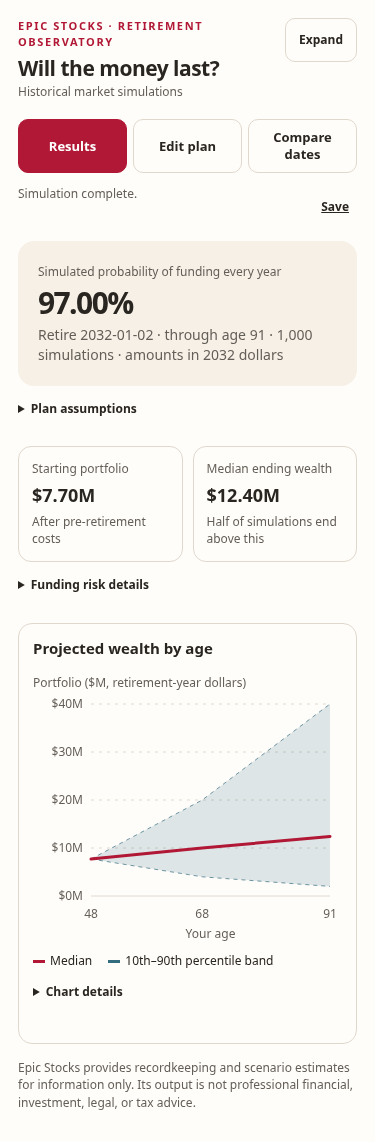 EPIC STOCKS · RETIREMENT
OBSERVATORY
Expand
Will the money last?
Historical market simulations
Results
Edit plan
Compare
dates
Simulation complete.
Save
Simulated probability of funding every year
97.00%
Retire 2032-01-02 · through age 91 · 1,000
simulations · amounts in 2032 dollars
Plan assumptions
Starting portfolio
$7.70M
After pre-retirement
costs
Median ending wealth
$12.40M
Half of simulations end
above this
Funding risk details
Projected wealth by age
Portfolio ($M, retirement-year dollars)
$40M
$30M
$20M
$10M
$0M
48 68 91
Your age
Median 10th–90th percentile band
Chart details
Epic Stocks provides recordkeeping and scenario estimates
for information only. Its output is not professional financial,
investment, legal, or tax advice.